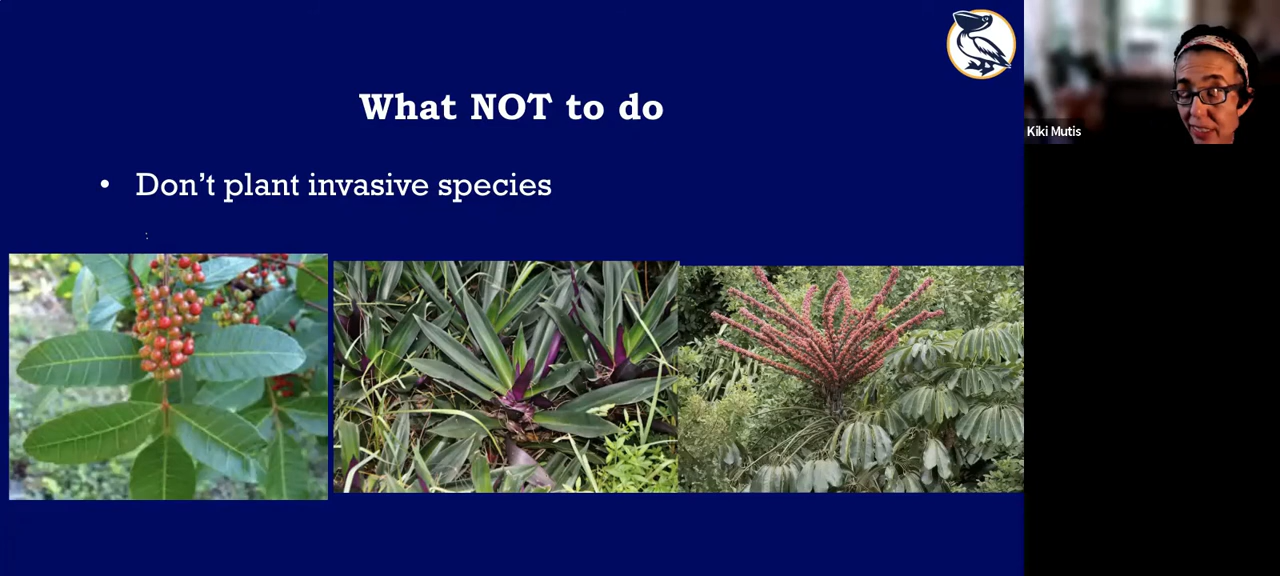 What NOT to do
• Don’t plant invasive species
Kiki Mutis